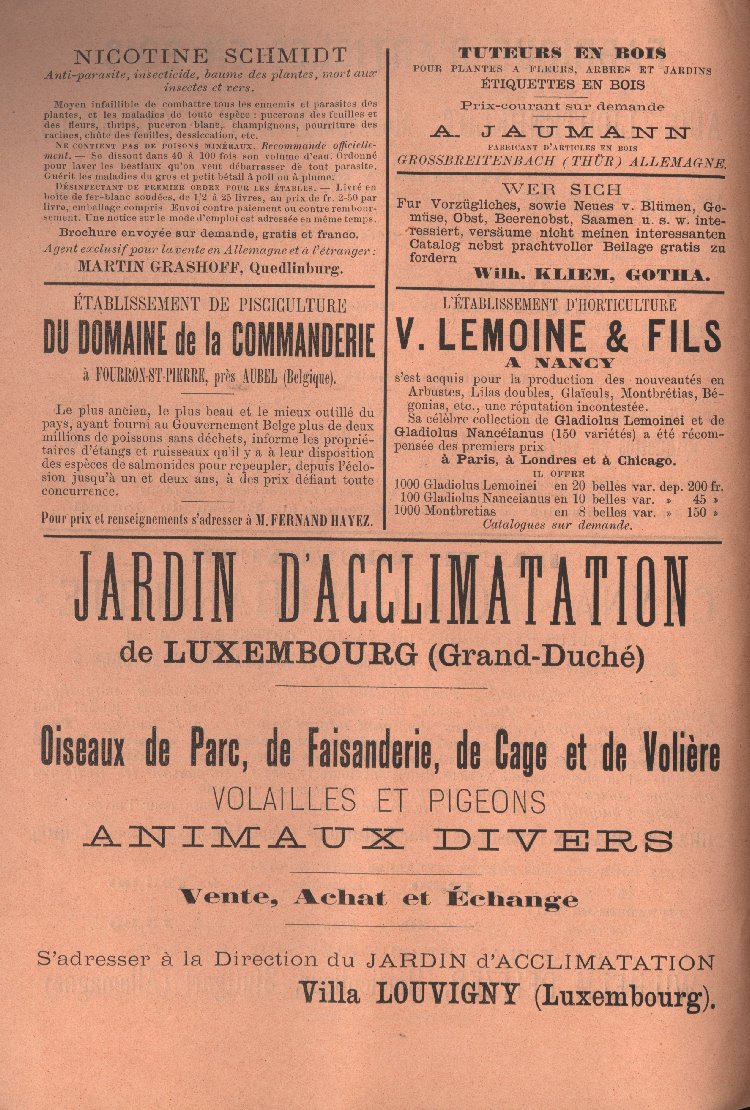 NICOTINE SCHMIDT
Anti-parasite, insecticide, baume des plantes, mort aux
insectes et vers.
Moyen infaillible de combattre tous les ennemis et parasites des
plantes, et les maladies de toute espèce : pucerons des feuilles et
des fleurs, thrips, puceron blanc, champignons, pourriture des
racines, chûte des feuilles, dessiccation, etc.
NE CONTIENT PAS DE POISONS MINÉRAUX. Recommande officielle-
ment. — Se dissout dans 40 à 100 fois son volume d'eau. Ordonné
pour laver les bestiaux qu'on veut débarrasser de tout parasite.
Guérit les maladies du gros et petit bétail à poil ou à plume.
DÉSINFECTANT DE PREMIER ORDRE POUR LES ÉTABLES. — Livré en
boîte de fer-blanc soudées, de 1/2 à 25 livres, au prix de fr. 2-50 par
livre, emballage compris. Envoi contre paiement ou contre rembour-
sement. Une notice sur le mode d'emploi est adressée en même temps.
Brochure envoyée sur demande, gratis et franco.
Agent exclusif pour la vente en Allemagne et à l'étranger :
MARTIN GRASHOFF, Quedlinburg.
ÉTABLISSEMENT DE PISCICULTURE
DU DOMAINE de la COMMANDERIE
à FOURRON-ST-PIERRE, près AUBEL (Belgique).
Le plus ancien, le plus beau et le mieux outillé du
pays, ayant fourni au Gouvernement Belge plus de deux
millions de poissons sans déchets, informe les proprié-
taires d'étangs et ruisseaux qu'il y a à leur disposition
des espèces de salmonides pour repeupler, depuis l'éclo-
sion jusqu'à un et deux ans, à des prix défiant toute
concurrence.
Pour prix et renseignements s'adresser à M. FERNAND HAYEZ.
TUTEURS EN BOIS
POUR PLANTES A FLEURS, ARBRES ET JARDINS
ÉTIQUETTES EN BOIS
Prix-courant sur demande
A. JAUMANN
FABRICANT D'ARTICLES EN BOIS
GROSSBREITENBACH (THÜR) ALLEMAGNE.
WER SICH
Fur Vorzügliches, sowie Neues v. Blümen, Ge-
müse, Obst, Beerenobst, Saamen u. s. w. inte-
ressiert, versäume nicht meinen interessanten
Catalog nebst prachtvoller Beilage gratis zu
fordern
Wilh. KLIEM, GOTHA.
L'ÉTABLISSEMENT D'HORTICULTURE
V. LEMOINE & FILS
A NANCY
s'est acquis pour la production des nouveautés en
Arbustes, Lilas doubles, Glaïeuls, Montbrétias, Bé-
gonias, etc., une réputation incontestée.
Sa célèbre collection de Gladiolus Lemoinei et de
Gladiolus Nancéianus (150 variétés) a été récom-
pensée des premiers prix
à Paris, à Londres et à Chicago.
IL OFFRE
1000 Gladiolus Lemoinei en 20 belles var. dep. 200 fr.
100 Gladiolus Nanceianus en 10 belles var. » 45 »
1000 Montbretias en 8 belles var. » 150 »
Catalogues sur demande.
JARDIN D'ACCLIMATATION
de LUXEMBOURG (Grand-Duché)
Oiseaux de Parc, de Faisanderie, de Cage et de Volière
VOLAILLES ET PIGEONS
ANIMAUX DIVERS
Vente, Achat et Échange
S'adresser à la Direction du JARDIN d'ACCLIMATATION
Villa LOUVIGNY (Luxembourg).